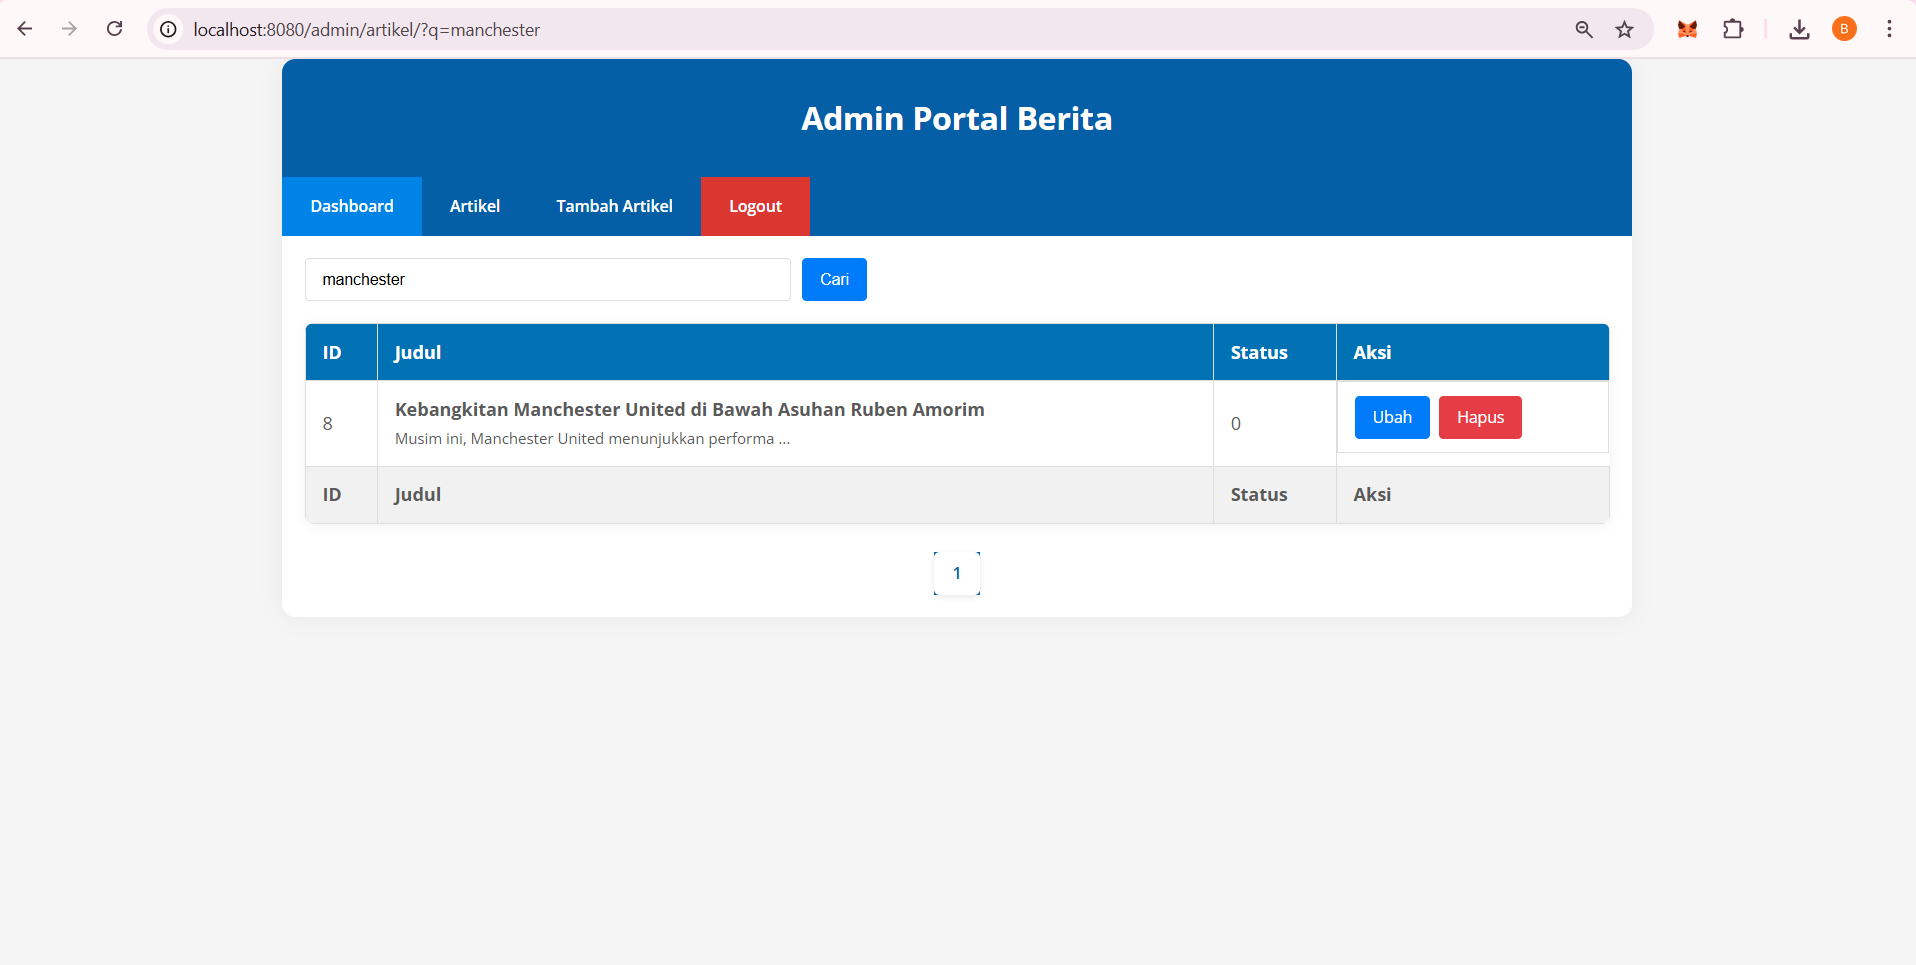 localhost:8080/admin/artikel/?q=manchester
B
Admin Portal Berita
Dashboard Artikel Tambah Artikel Logout
manchester Cari
ID Judul Status Aksi
8 Kebangkitan Manchester United di Bawah Asuhan Ruben Amorim 0 Ubah Hapus
Musim ini, Manchester United menunjukkan performa ...
ID Judul Status Aksi
1